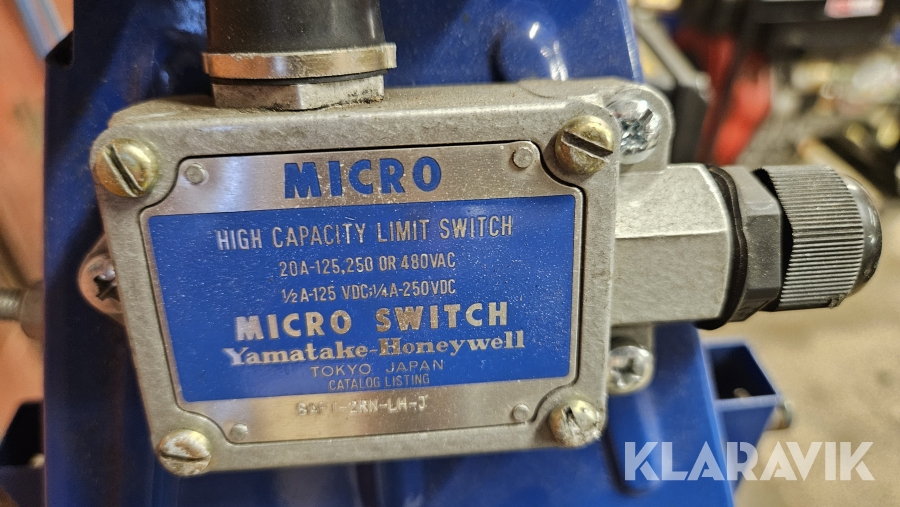 MICRO
HIGH CAPACITY LIMIT SWITCH
20A-125,250 OR 480VAC
½A-125 VDC:¼A-250VDC
MICRO SWITCH
Yamatake-Honeywell
TOKYO JAPAN
CATALOG LISTING
KLARAVIK